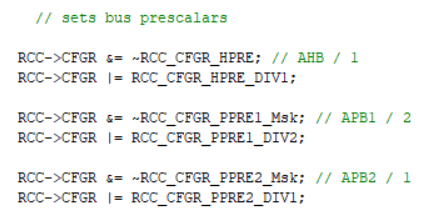 // sets bus prescalars
RCC->CFGR &= ~RCC_CFGR_HPRE; // AHB / 1
RCC->CFGR |= RCC_CFGR_HPRE_DIV1;
RCC->CFGR &= ~RCC_CFGR_PPRE1_Msk; // APB1 / 2
RCC->CFGR |= RCC_CFGR_PPRE1_DIV2;
RCC->CFGR &= ~RCC_CFGR_PPRE2_Msk; // APB2 / 1
RCC->CFGR |= RCC_CFGR_PPRE2_DIV1;